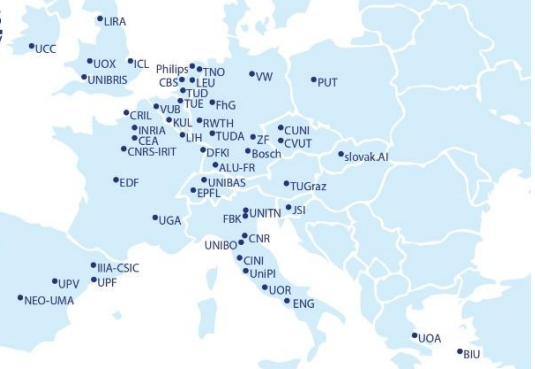 LIRA
UCC
UOX
ICL
UNIBRIS
Philips
TNO
CBS
LEU
TUD
TUE
FhG
VW
PUT
CRIL
VUB
KUL
RWTH
INRIA
CEA
LIH
TUDA
ZF
CUNI
CVUT
CNRS-IRIT
DFKI
Bosch
slovak.AI
ALU-FR
EDF
UNIBAS
EPFL
TUGraz
UGA
FBK
UNITN
JSI
CNR
UNIBO
CINI
UniPI
IIIA-CSIC
UPV
UPF
UOR
NEO-UMA
ENG
UOA
BIU